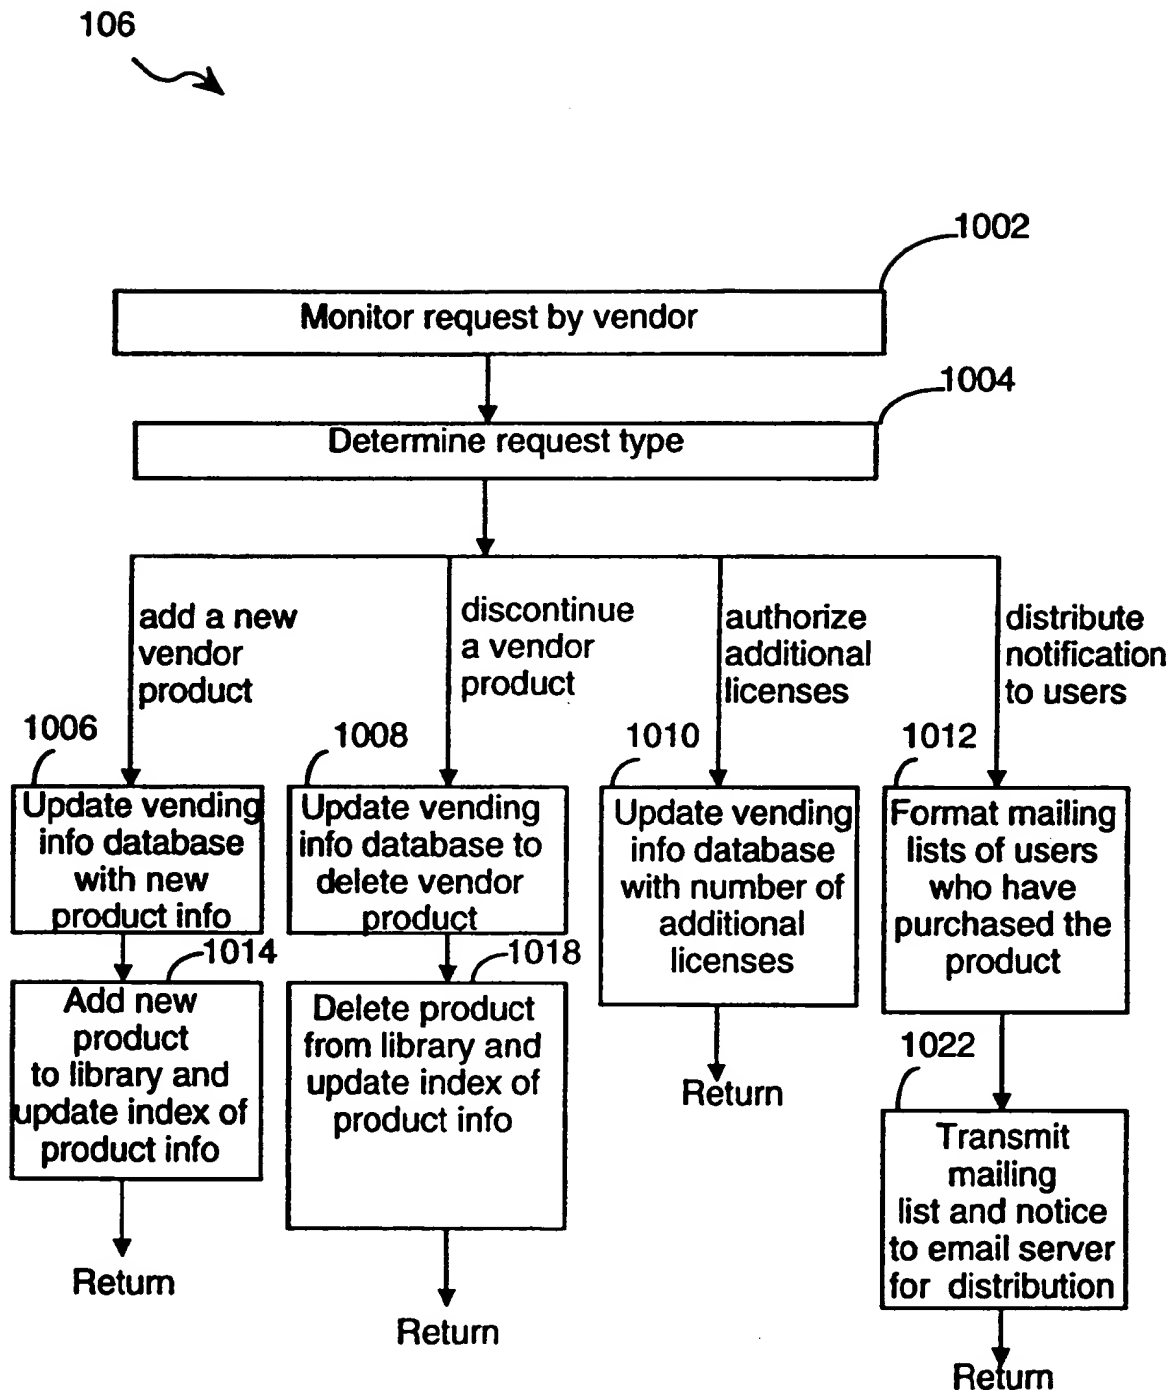 106
1002
Monitor request by vendor
1004
Determine request type
add a new
vendor
product
discontinue
a vendor
product
authorize
additional
licenses
distribute
notification
to users
1006
1008
1010
1012
Update vending
info database
with new
product info
Update vending
info database to
delete vendor
product
Update vending
info database
with number of
additional
licenses
Format mailing
lists of users
who have
purchased the
product
1014
1018
Add new
product
to library and
update index of
product info
Delete product
from library and
update index of
product info
Return
1022
Transmit
mailing
list and notice
to email server
for distribution
Return
Return
Return